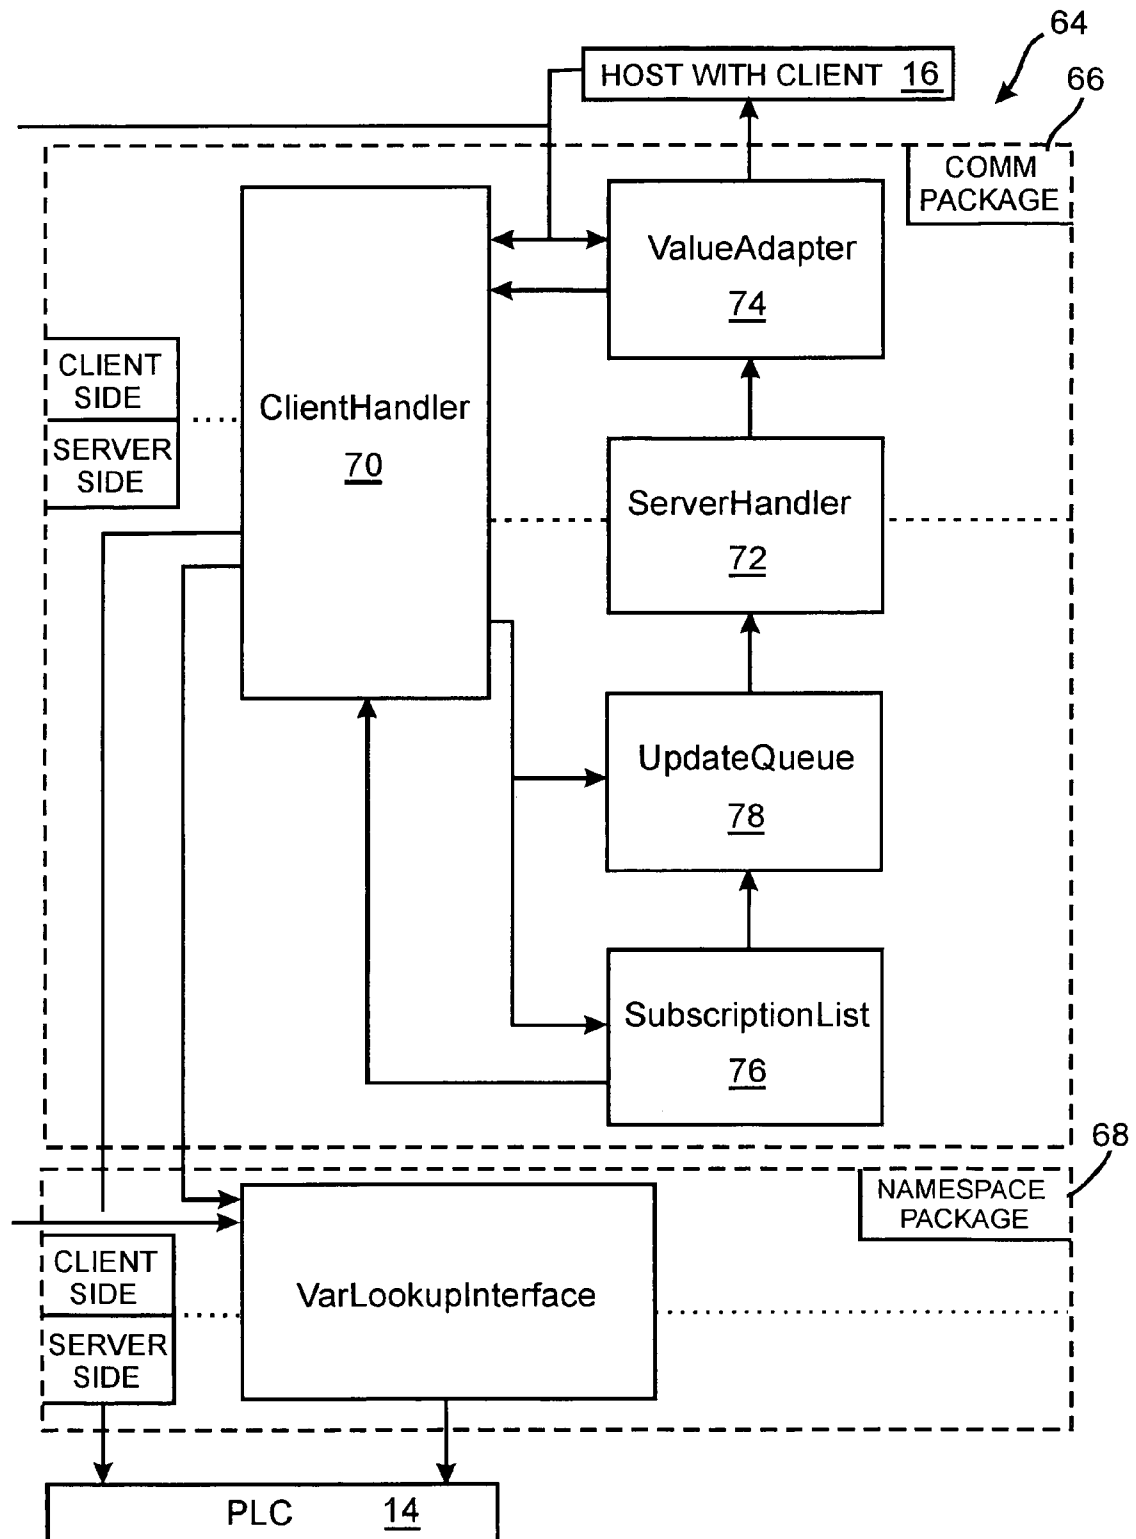 64
HOST WITH CLIENT 16
66
COMM
PACKAGE
ValueAdapter
74
CLIENT
SIDE
SERVER
SIDE
ClientHandler
70
ServerHandler
72
UpdateQueue
78
SubscriptionList
76
68
NAMESPACE
PACKAGE
CLIENT
SIDE
SERVER
SIDE
VarLookupInterface
PLC 14